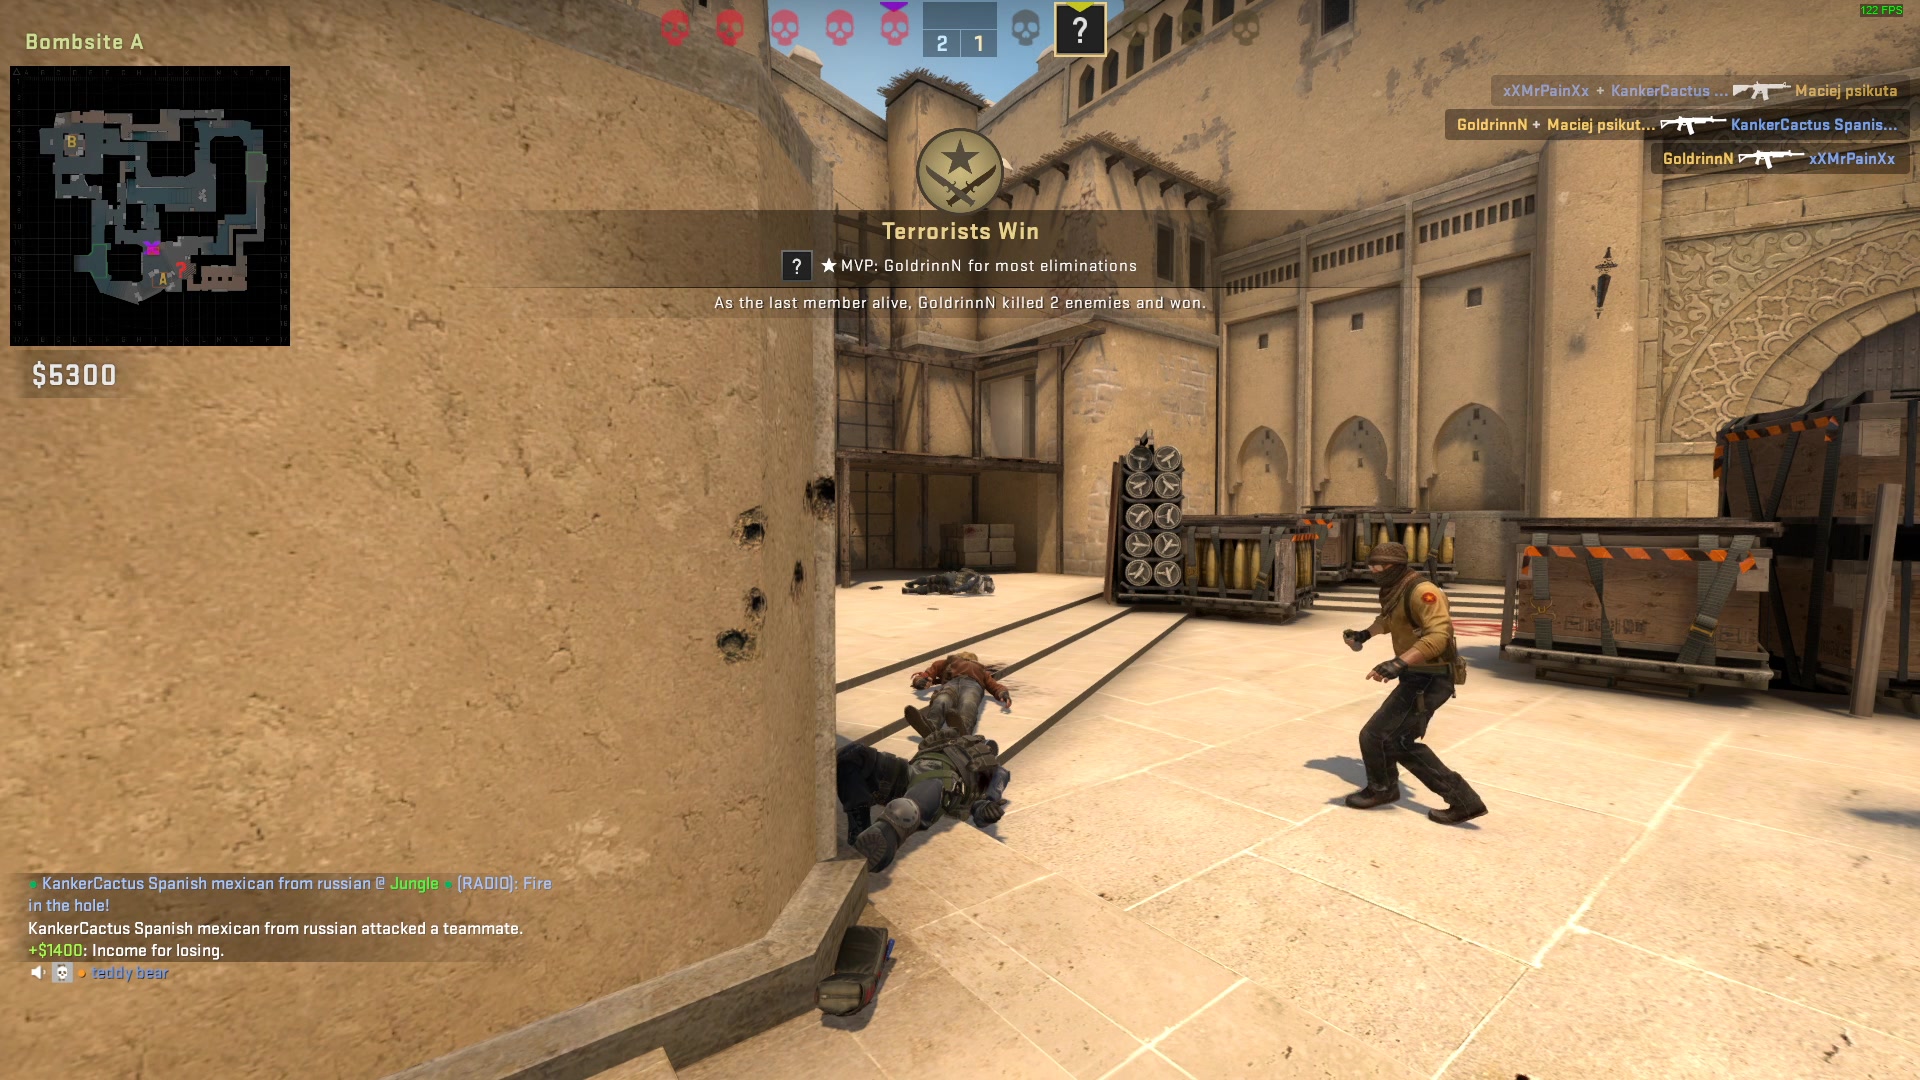 122 FPS
Bombsite A
2 1
?
xXMrPainXx + KankerCactus ... Maciej psikuta
GoldrinnN + Maciej psikut... KankerCactus Spanis...
GoldrinnN xXMrPainXx
B
A
?
Terrorists Win
? MVP: GoldrinnN for most eliminations
As the last member alive, GoldrinnN killed 2 enemies and won.
$5300
KankerCactus Spanish mexican from russian @ Jungle (RADIO): Fire
in the hole!
KankerCactus Spanish mexican from russian attacked a teammate.
+$1400: Income for losing.
teddy bear